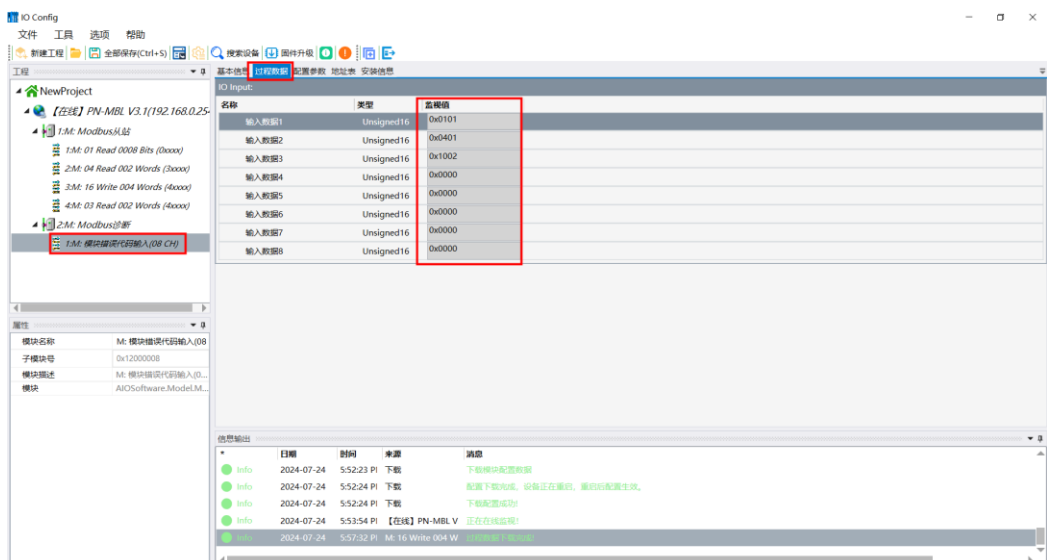 IO Config
文件 工具 选项 帮助
新建工程 全部保存(Ctrl+S) 搜索设备 固件升级
工程
NewProject
【在线】PN-MBL V3.1(192.168.0.25
1:M: Modbus从站
1:M: 01 Read 0008 Bits (0xxxx)
2:M: 04 Read 002 Words (3xxxx)
3:M: 16 Write 004 Words (4xxxx)
4:M: 03 Read 002 Words (4xxxx)
2:M: Modbus诊断
1:M: 模块错误代码输入(08 CH)
属性
模块名称 M: 模块错误代码输入(08
子模块号 0x12000008
模块描述 M: 模块错误代码输入(0...
模块 AIOSoftware.Model.M...
基本信息 过程数据 配置参数 地址表 安装信息
IO Input:
名称 类型 监视值
输入数据1 Unsigned16 0x0101
输入数据2 Unsigned16 0x0401
输入数据3 Unsigned16 0x1002
输入数据4 Unsigned16 0x0000
输入数据5 Unsigned16 0x0000
输入数据6 Unsigned16 0x0000
输入数据7 Unsigned16 0x0000
输入数据8 Unsigned16 0x0000
信息输出
* 日期 时间 来源 消息
Info 2024-07-24 5:52:23 PI 下载 下载模块配置数据
Info 2024-07-24 5:52:24 PI 下载 配置下载完成，设备正在重启，重启后配置生效。
Info 2024-07-24 5:52:24 PI 下载 下载配置成功!
Info 2024-07-24 5:53:54 PI 【在线】PN-MBL V 正在在线监视!
Info 2024-07-24 5:57:32 PI M: 16 Write 004 W 过程数据下载完成!